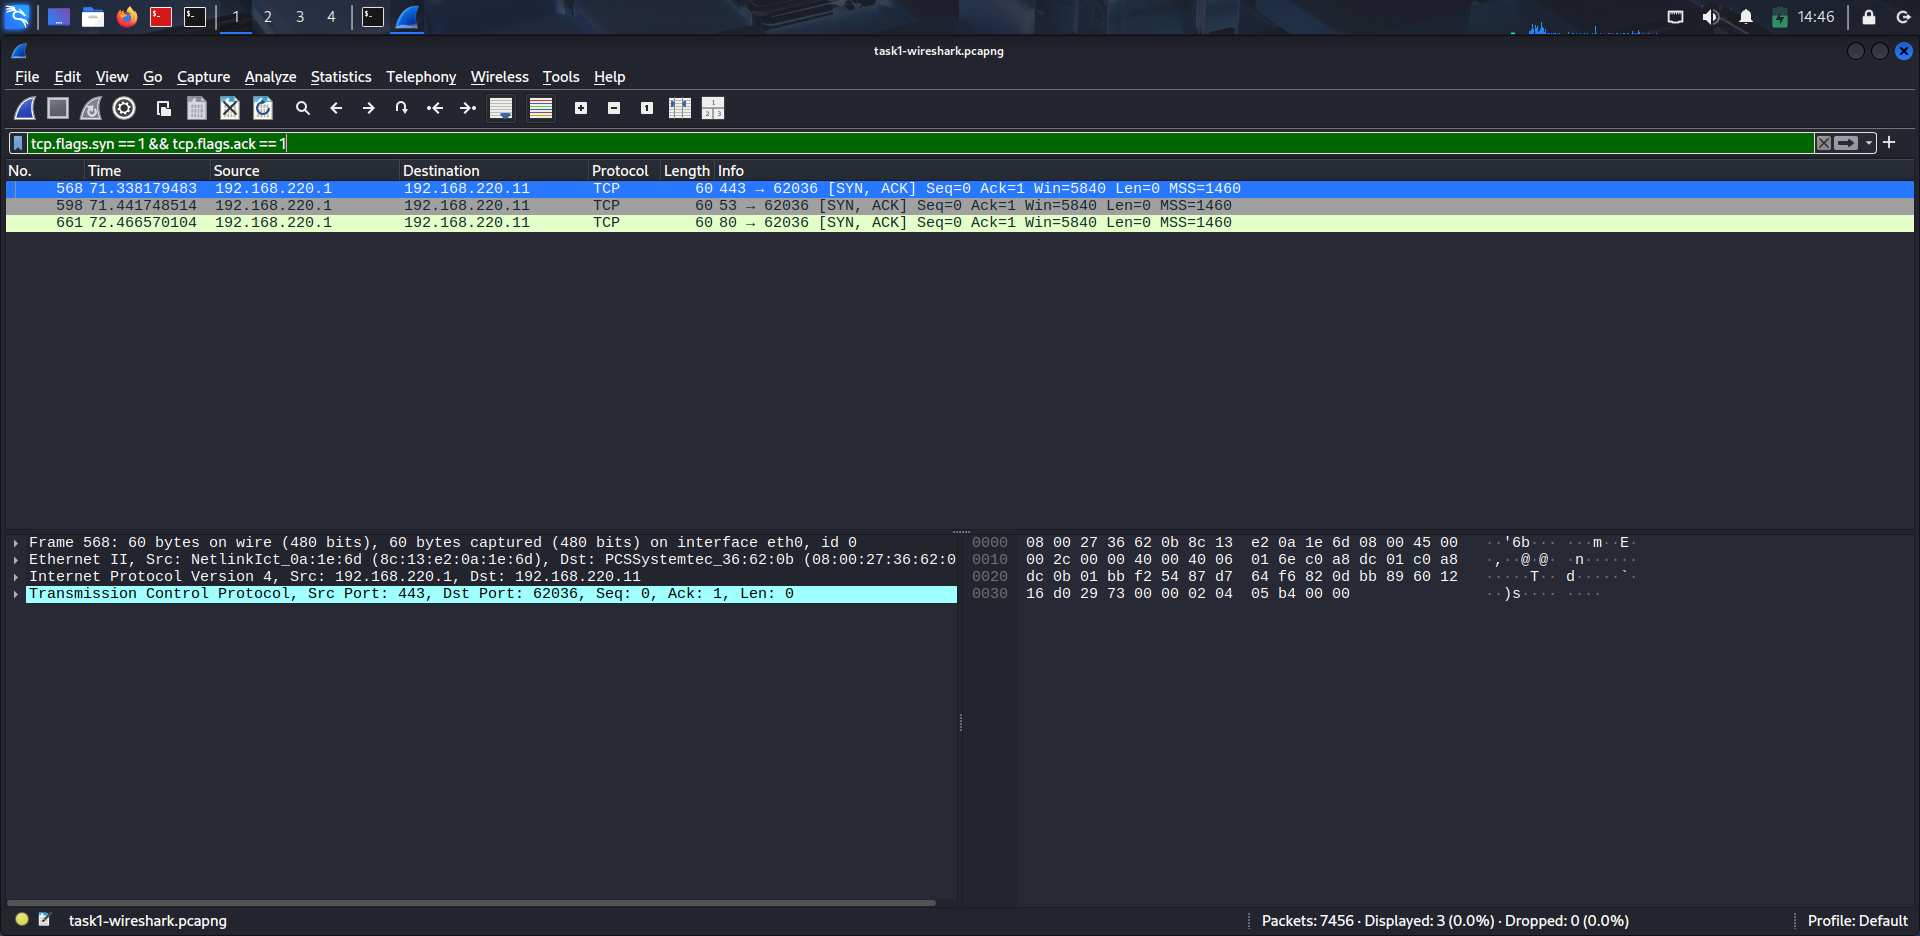 1 2 3 4 14:46
task1-wireshark.pcapng
File Edit View Go Capture Analyze Statistics Telephony Wireless Tools Help
tcp.flags.syn == 1 && tcp.flags.ack == 1
No. Time Source Destination Protocol Length Info
568 71.338179483 192.168.220.1 192.168.220.11 TCP 60 443 → 62036 [SYN, ACK] Seq=0 Ack=1 Win=5840 Len=0 MSS=1460
598 71.441748514 192.168.220.1 192.168.220.11 TCP 60 53 → 62036 [SYN, ACK] Seq=0 Ack=1 Win=5840 Len=0 MSS=1460
661 72.466570104 192.168.220.1 192.168.220.11 TCP 60 80 → 62036 [SYN, ACK] Seq=0 Ack=1 Win=5840 Len=0 MSS=1460
Frame 568: 60 bytes on wire (480 bits), 60 bytes captured (480 bits) on interface eth0, id 0
Ethernet II, Src: NetlinkIct_0a:1e:6d (8c:13:e2:0a:1e:6d), Dst: PCSSystemtec_36:62:0b (08:00:27:36:62:0
Internet Protocol Version 4, Src: 192.168.220.1, Dst: 192.168.220.11
Transmission Control Protocol, Src Port: 443, Dst Port: 62036, Seq: 0, Ack: 1, Len: 0
0000 08 00 27 36 62 0b 8c 13 e2 0a 1e 6d 08 00 45 00 ··'6b··· ···m··E·
0010 00 2c 00 00 40 00 40 06 01 6e c0 a8 dc 01 c0 a8 ·,··@·@· ·n······
0020 dc 0b 01 bb f2 54 87 d7 64 f6 82 0d bb 89 60 12 ·····T·· d·····`·
0030 16 d0 29 73 00 00 02 04 05 b4 00 00 ··)s···· ····
task1-wireshark.pcapng
Packets: 7456 · Displayed: 3 (0.0%) · Dropped: 0 (0.0%)
Profile: Default